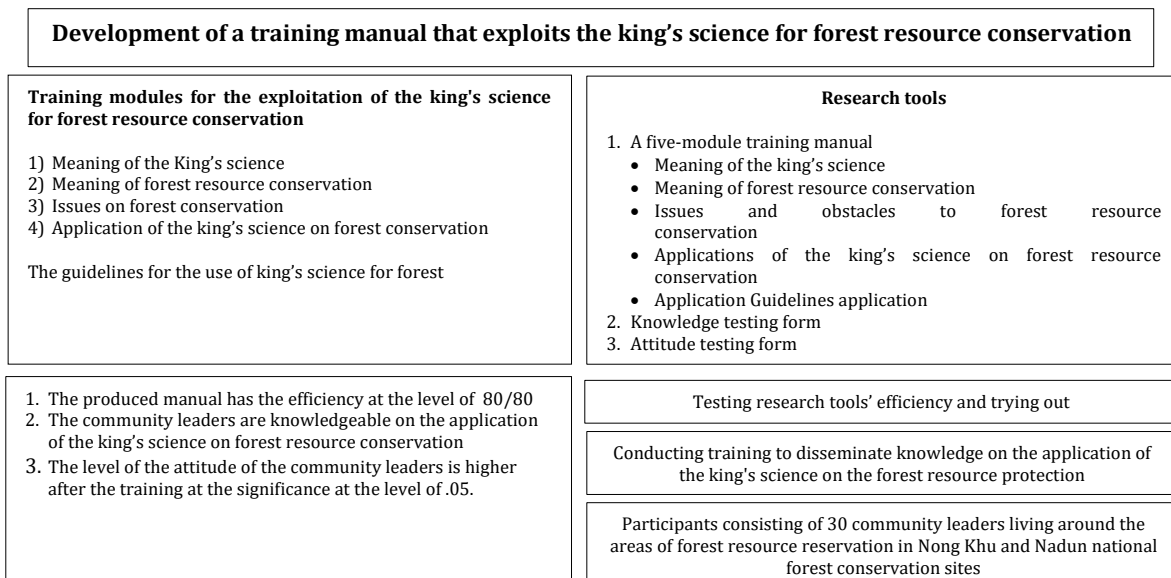 Development of a training manual that exploits the king’s science for forest resource conservation
Training modules for the exploitation of the king's science
for forest resource conservation
1) Meaning of the King’s science
2) Meaning of forest resource conservation
3) Issues on forest conservation
4) Application of the king’s science on forest conservation
The guidelines for the use of king’s science for forest
Research tools
1. A five-module training manual
• Meaning of the king’s science
• Meaning of forest resource conservation
• Issues and obstacles to forest resource
conservation
• Applications of the king’s science on forest resource
conservation
• Application Guidelines application
2. Knowledge testing form
3. Attitude testing form
1. The produced manual has the efficiency at the level of 80/80
2. The community leaders are knowledgeable on the application
of the king’s science on forest resource conservation
3. The level of the attitude of the community leaders is higher
after the training at the significance at the level of .05.
Testing research tools’ efficiency and trying out
Conducting training to disseminate knowledge on the application of
the king's science on the forest resource protection
Participants consisting of 30 community leaders living around the
areas of forest resource reservation in Nong Khu and Nadun national
forest conservation sites